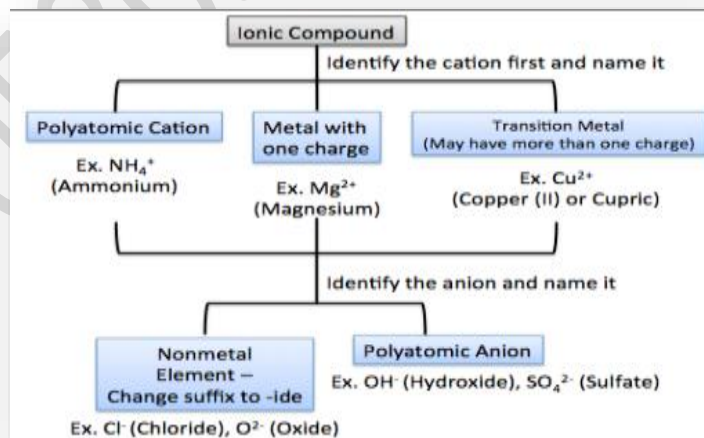 Ionic Compound
Identify the cation first and name it
Polyatomic Cation
Ex. NH₄⁺
(Ammonium)
Metal with
one charge
Ex. Mg²⁺
(Magnesium)
Transition Metal
(May have more than one charge)
Ex. Cu²⁺
(Copper (II) or Cupric)
Identify the anion and name it
Nonmetal
Element –
Change suffix to -ide
Ex. Cl⁻ (Chloride), O²⁻ (Oxide)
Polyatomic Anion
Ex. OH⁻ (Hydroxide), SO₄²⁻ (Sulfate)